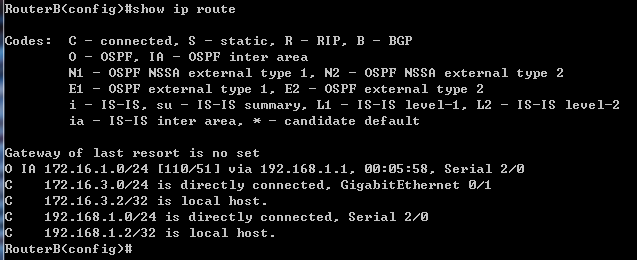 RouterB(config)#show ip route
Codes:  C - connected, S - static, R - RIP, B - BGP
O - OSPF, IA - OSPF inter area
N1 - OSPF NSSA external type 1, N2 - OSPF NSSA external type 2
E1 - OSPF external type 1, E2 - OSPF external type 2
i - IS-IS, su - IS-IS summary, L1 - IS-IS level-1, L2 - IS-IS level-2
ia - IS-IS inter area, * - candidate default
Gateway of last resort is no set
O IA 172.16.1.0/24 [110/51] via 192.168.1.1, 00:05:58, Serial 2/0
C    172.16.3.0/24 is directly connected, GigabitEthernet 0/1
C    172.16.3.2/32 is local host.
C    192.168.1.0/24 is directly connected, Serial 2/0
C    192.168.1.2/32 is local host.
RouterB(config)#